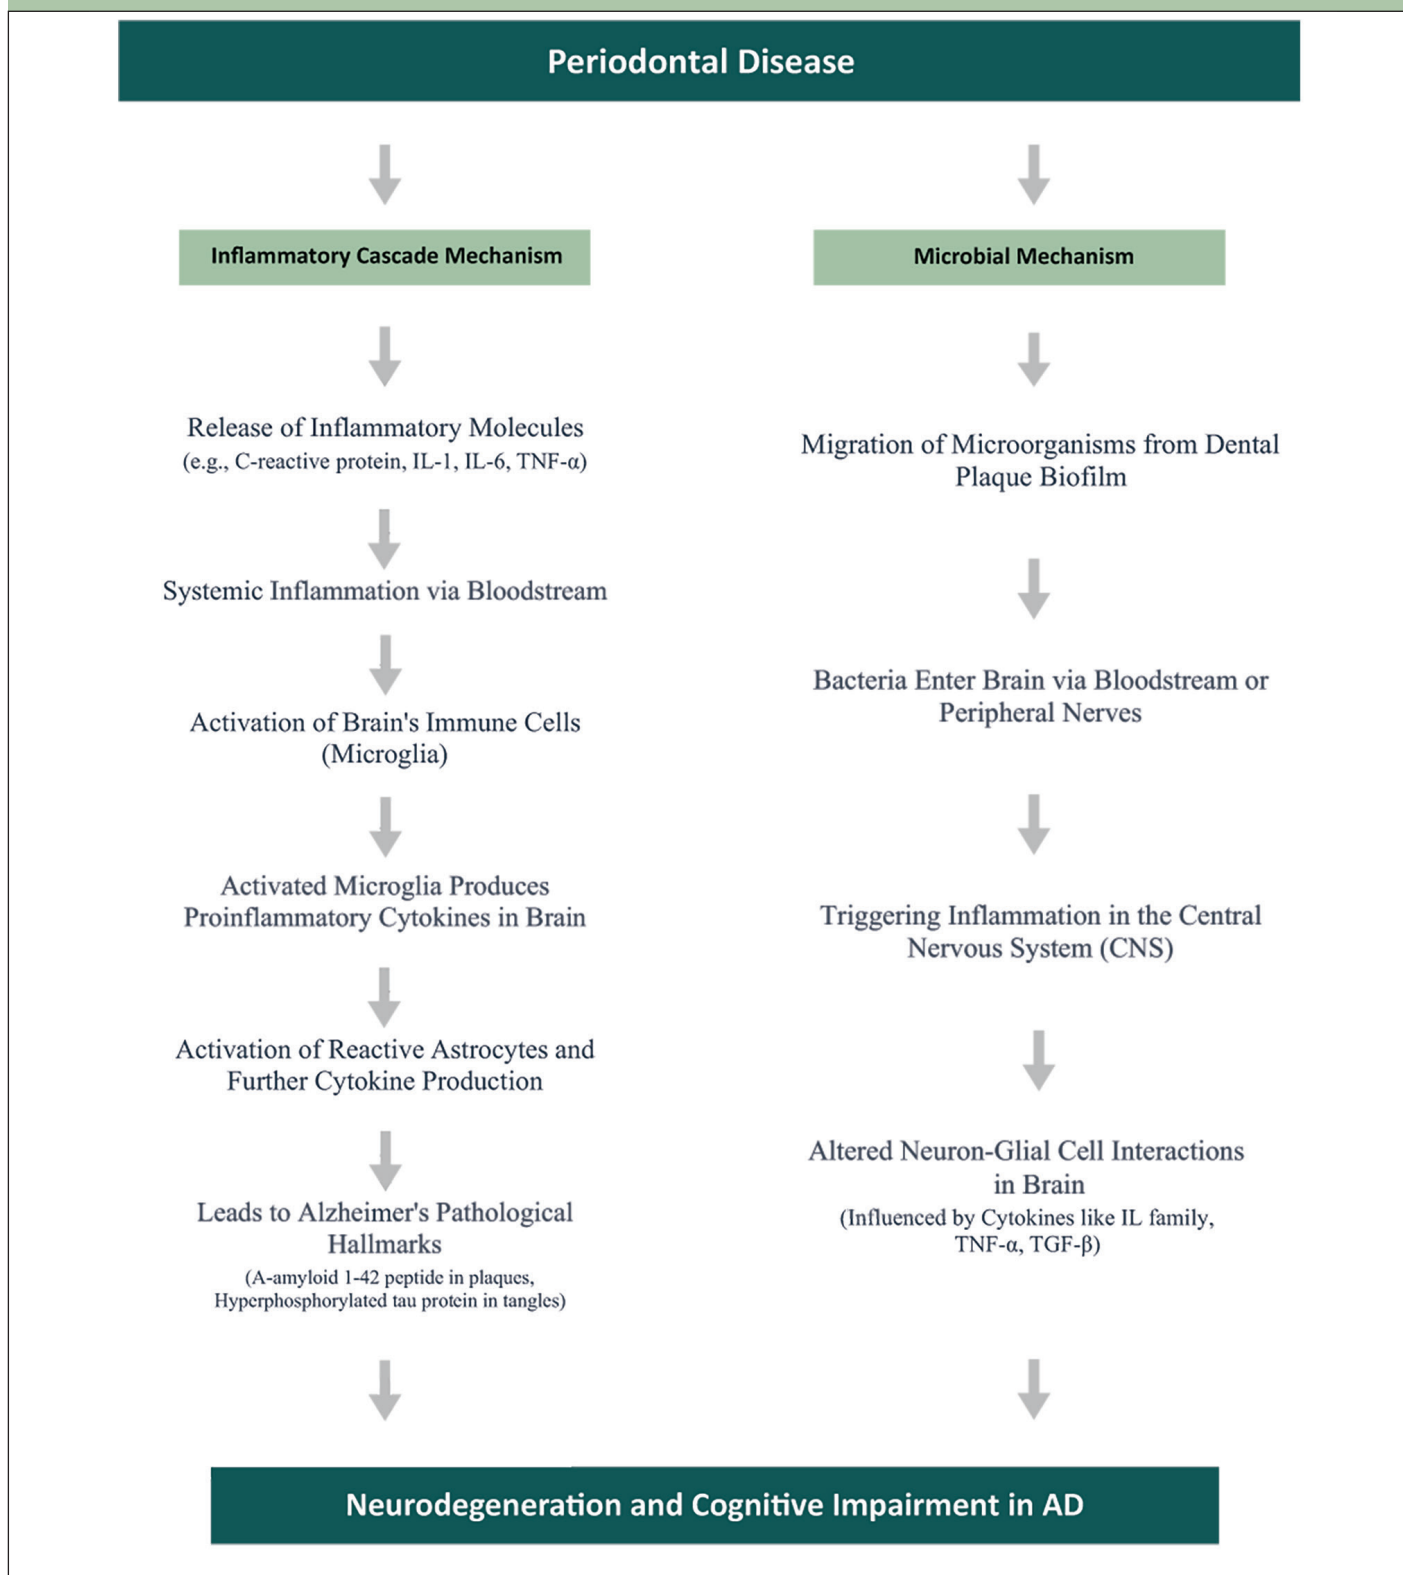 Periodontal Disease
Inflammatory Cascade Mechanism
Release of Inflammatory Molecules
(e.g., C-reactive protein, IL-1, IL-6, TNF-α)
Systemic Inflammation via Bloodstream
Activation of Brain's Immune Cells
(Microglia)
Activated Microglia Produces
Proinflammatory Cytokines in Brain
Activation of Reactive Astrocytes and
Further Cytokine Production
Leads to Alzheimer's Pathological
Hallmarks
(A-amyloid 1-42 peptide in plaques,
Hyperphosphorylated tau protein in tangles)
Microbial Mechanism
Migration of Microorganisms from Dental
Plaque Biofilm
Bacteria Enter Brain via Bloodstream or
Peripheral Nerves
Triggering Inflammation in the Central
Nervous System (CNS)
Altered Neuron-Glial Cell Interactions
in Brain
(Influenced by Cytokines like IL family,
TNF-α, TGF-β)
Neurodegeneration and Cognitive Impairment in AD